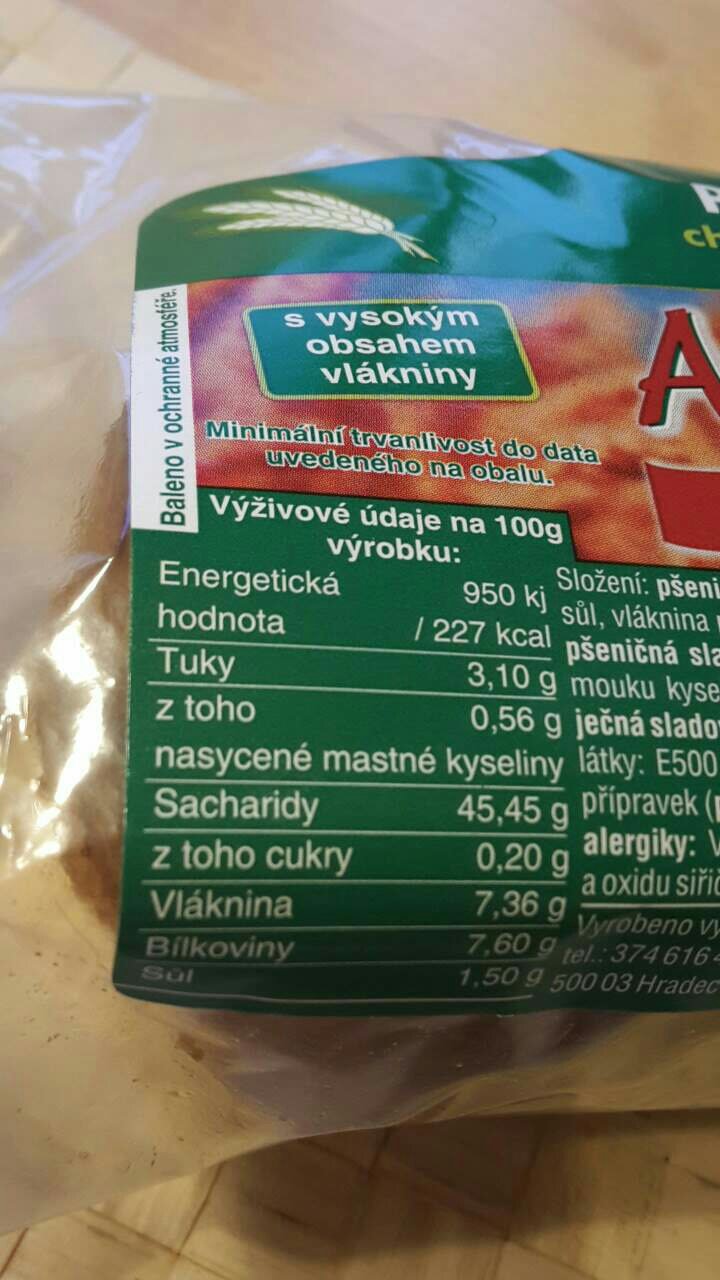 s vysokým
obsahem
vlákniny
Baleno v ochranné atmosféře.
Minimální trvanlivost do data
uvedeného na obalu.
Výživové údaje na 100g
výrobku:
Energetická 950 kj
hodnota / 227 kcal
Tuky 3,10 g
z toho 0,56 g
nasycené mastné kyseliny
Sacharidy 45,45 g
z toho cukry 0,20 g
Vláknina 7,36 g
Bílkoviny 7,60 g
Sůl 1,50 g
Složení:
sůl, vláknina
pšeničná
mouku
ječná
látky: E500
přípravek
alergiky:
a oxidu
Vyrobeno
tel.: 374 616
500 03 Hradec